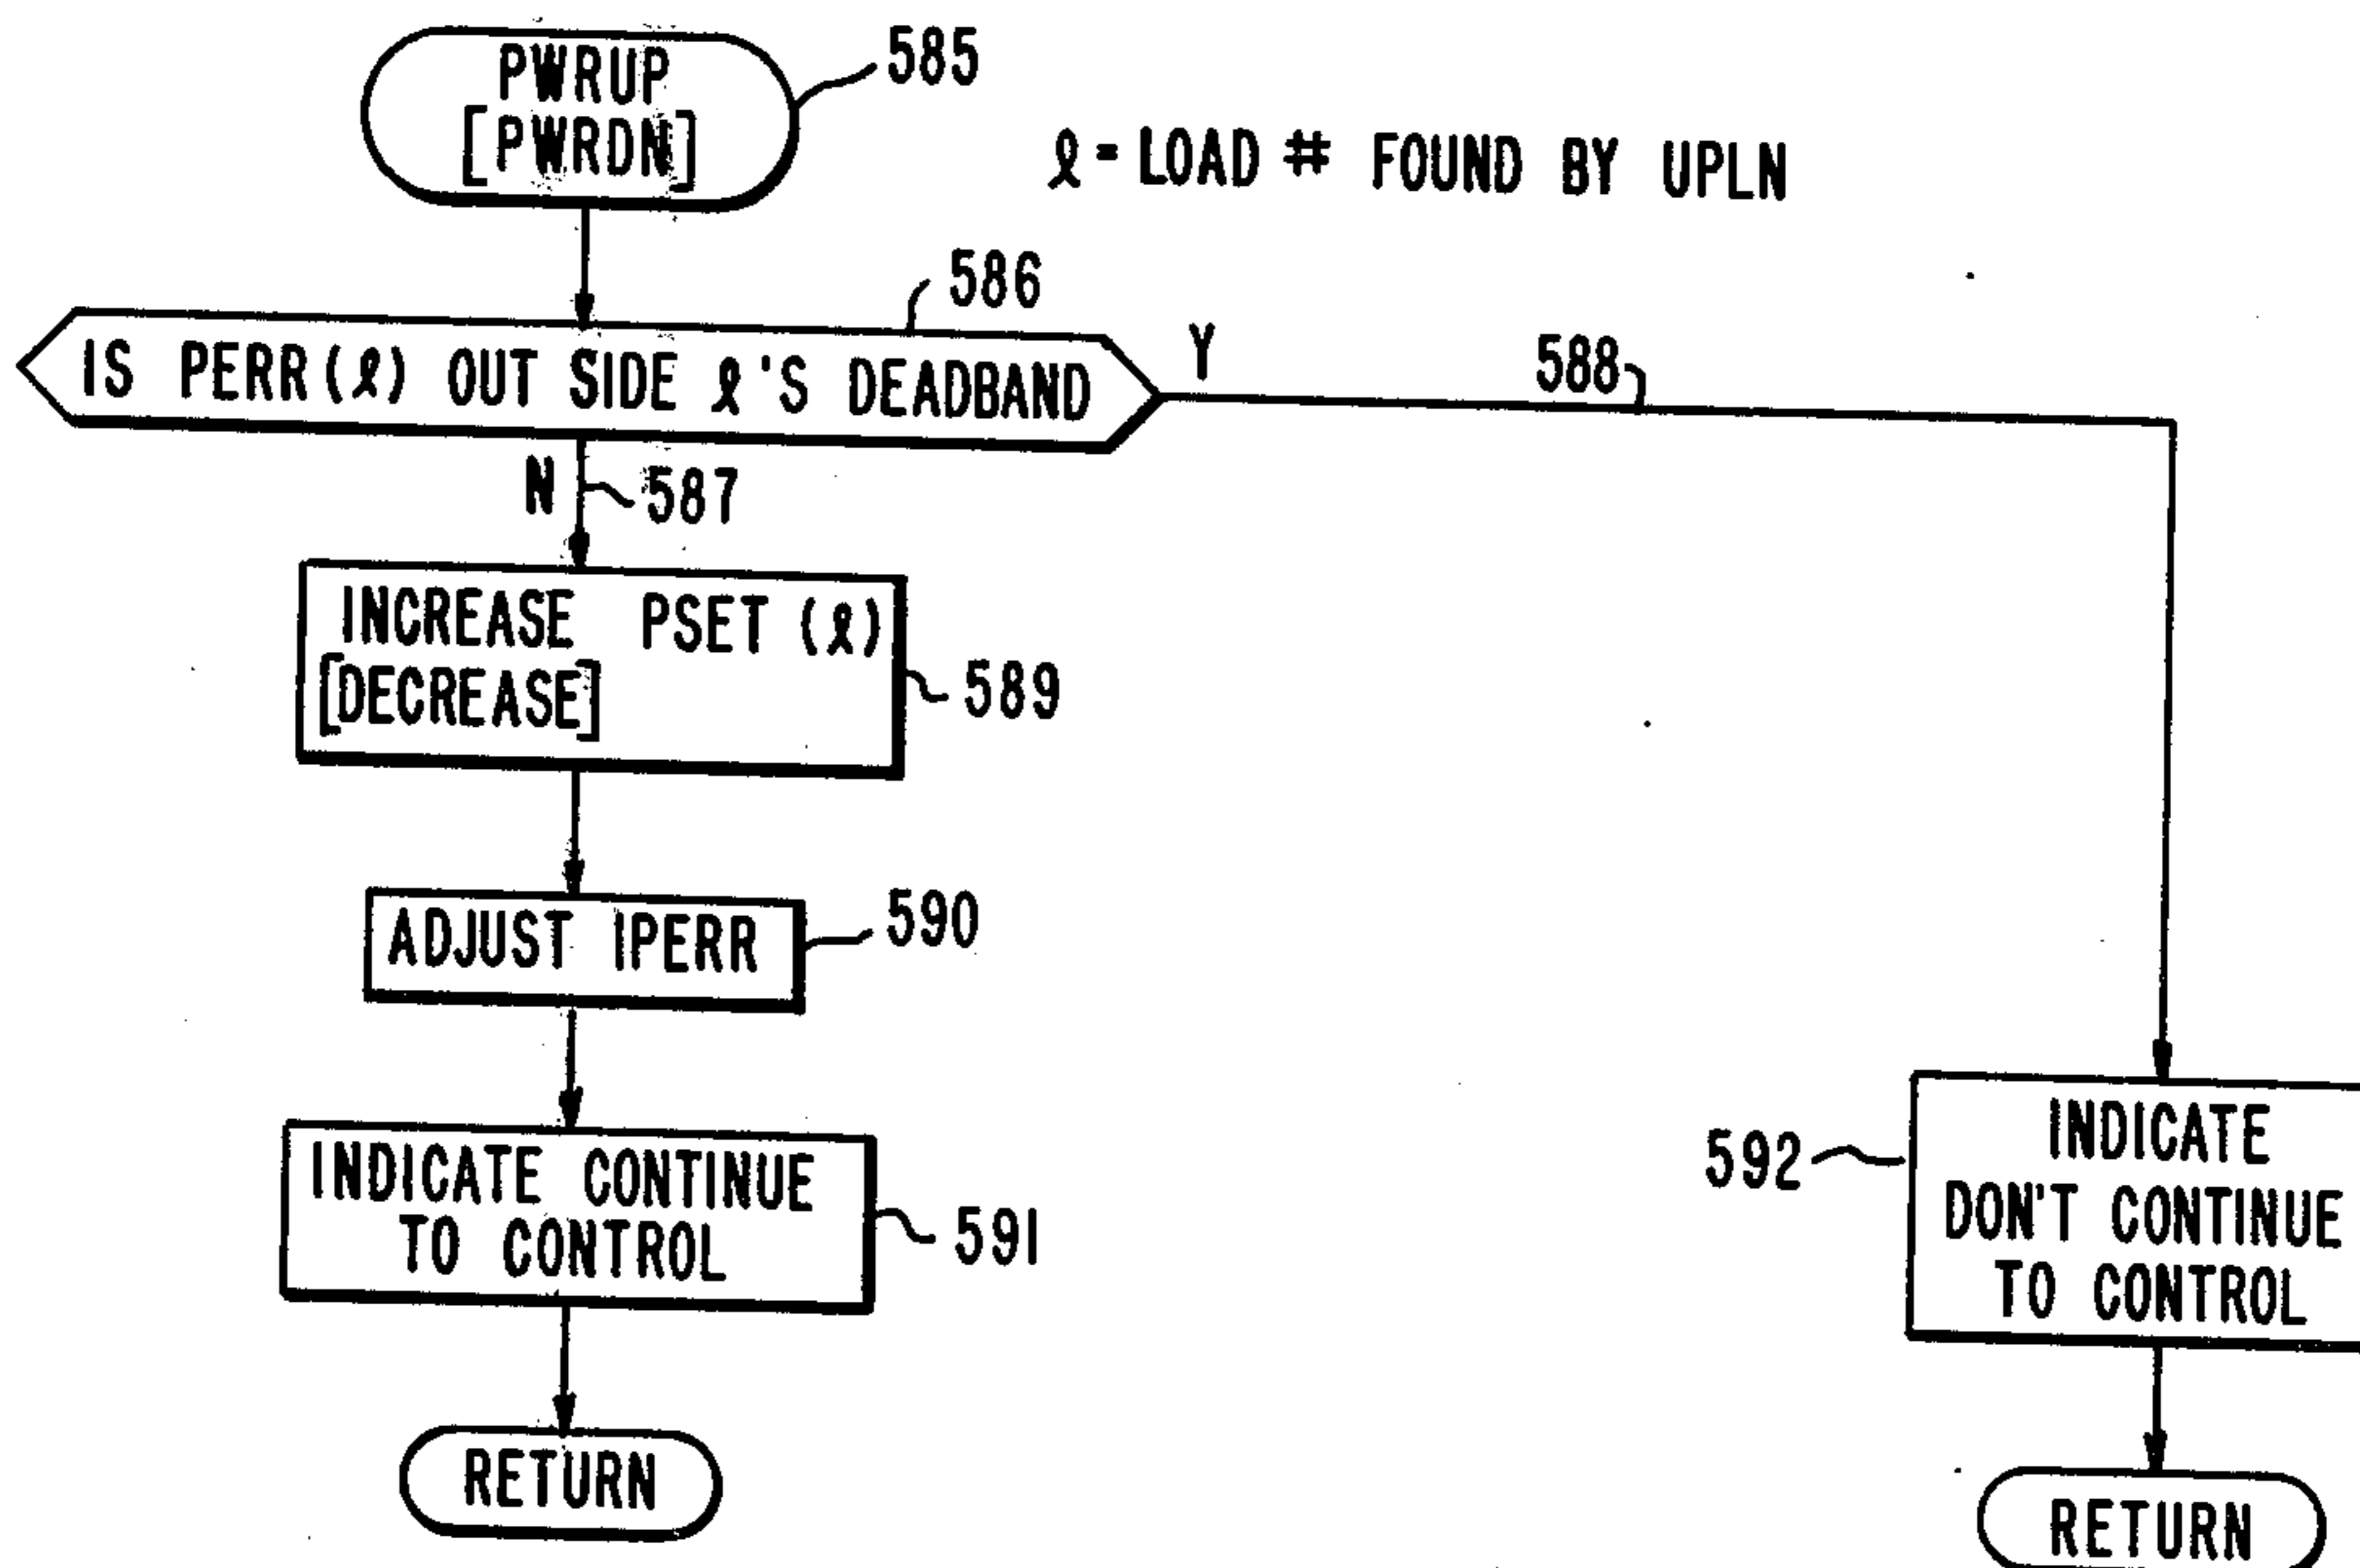 PWRUP
[PWRDN]
585
ℓ = LOAD # FOUND BY UPLN
586
IS PERR(ℓ) OUT SIDE ℓ'S DEADBAND
Y
588
N
587
INCREASE PSET (ℓ)
[DECREASE]
589
ADJUST IPERR
590
INDICATE CONTINUE
TO CONTROL
591
RETURN
592
INDICATE
DON'T CONTINUE
TO CONTROL
RETURN